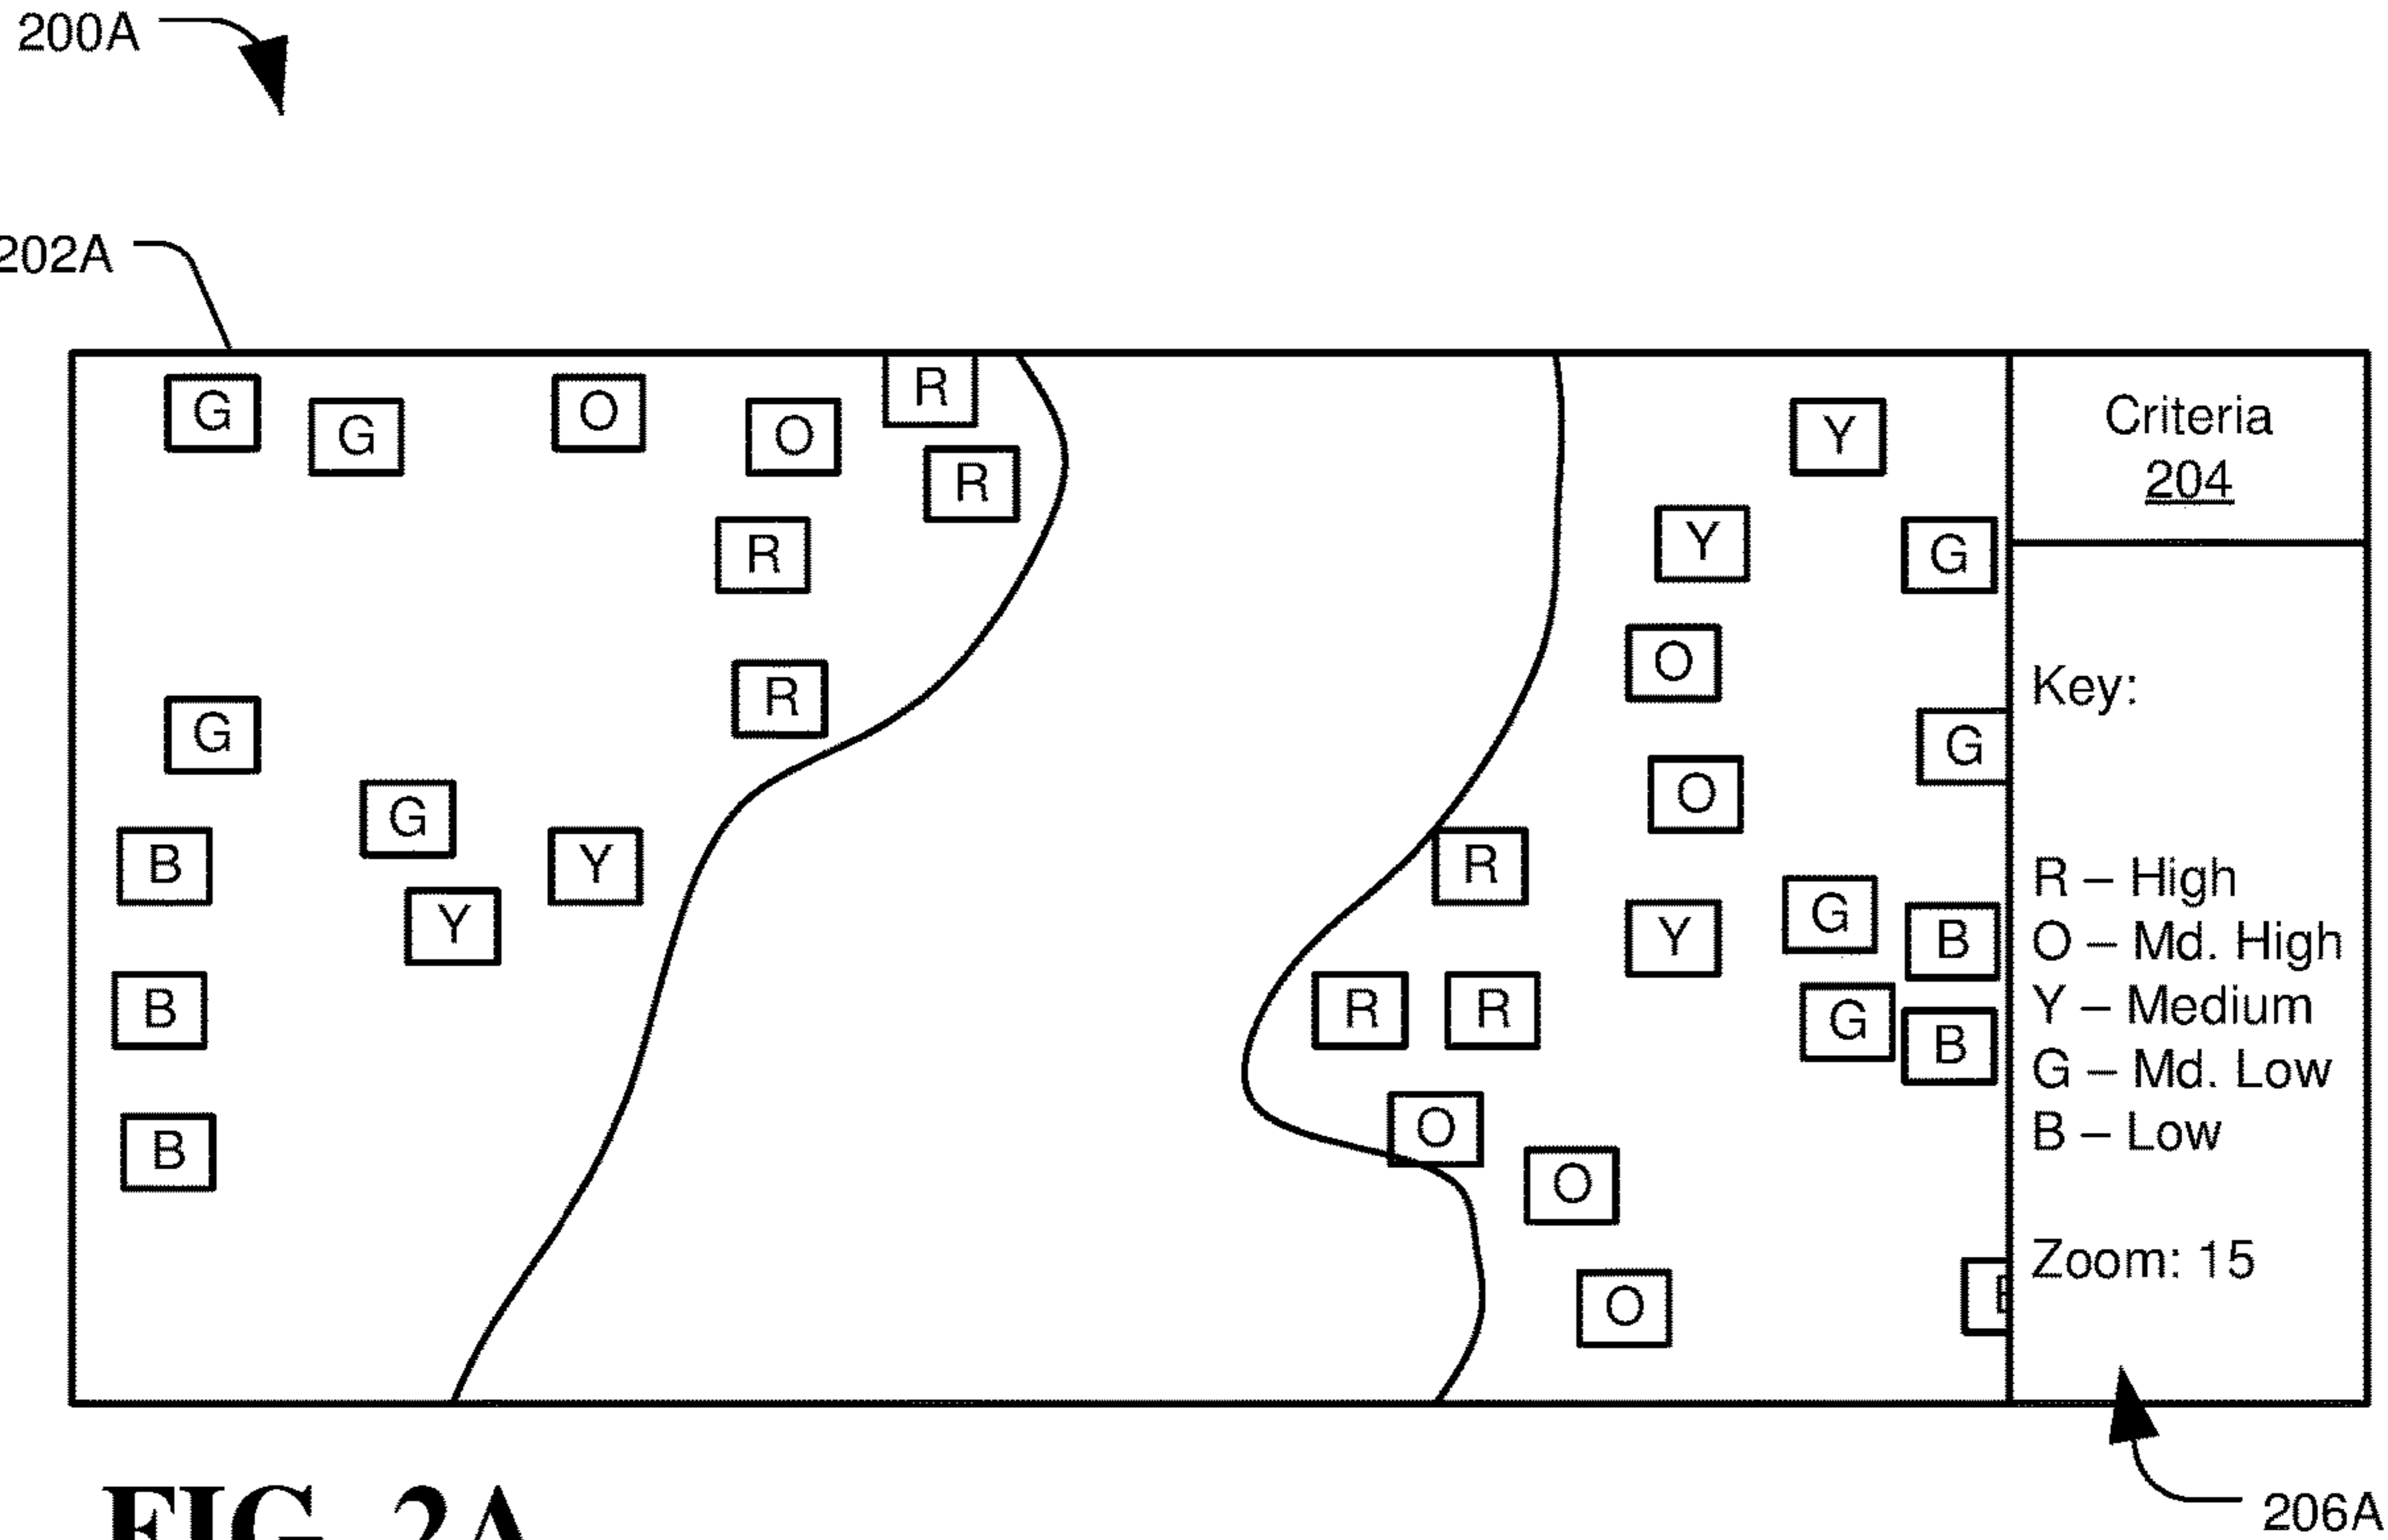 200A
202A
G
G
O
O
R
R
R
R
G
G
B
Y
Y
B
B
Y
Y
G
O
G
O
R
Y
G
B
R
R
G
B
O
O
O
Criteria
204
Key:
R – High
O – Md. High
Y – Medium
G – Md. Low
B – Low
Zoom: 15
206A
FIG. 2A